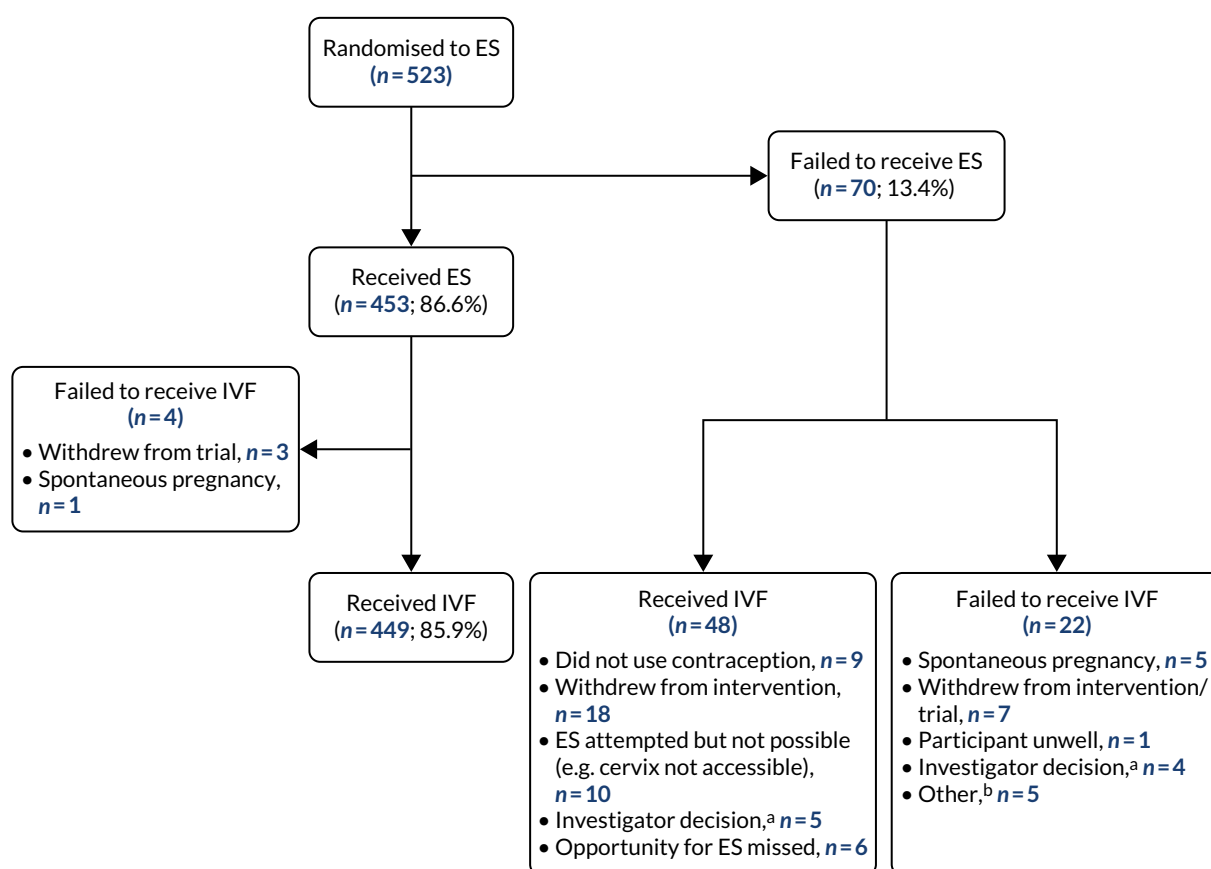 Randomised to ES
(n=523)
Failed to receive ES
(n=70; 13.4%)
Received ES
(n=453; 86.6%)
Failed to receive IVF
(n=4)
• Withdrew from trial, n=3
• Spontaneous pregnancy,
n=1
Received IVF
(n=449; 85.9%)
Received IVF
(n=48)
• Did not use contraception, n=9
• Withdrew from intervention,
n=18
• ES attempted but not possible
(e.g. cervix not accessible),
n=10
• Investigator decision,a n=5
• Opportunity for ES missed, n=6
Failed to receive IVF
(n=22)
• Spontaneous pregnancy, n=5
• Withdrew from intervention/
trial, n=7
• Participant unwell, n=1
• Investigator decision,a n=4
• Other,b n=5